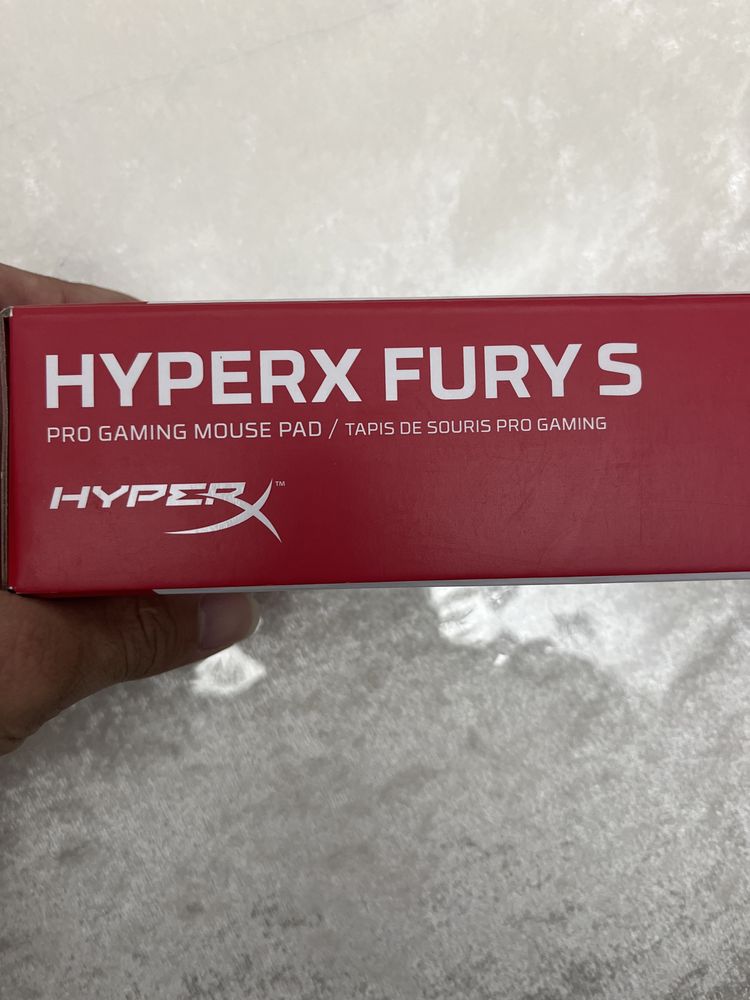 HYPERX FURY S
PRO GAMING MOUSE PAD / TAPIS DE SOURIS PRO GAMING
HYPERX™